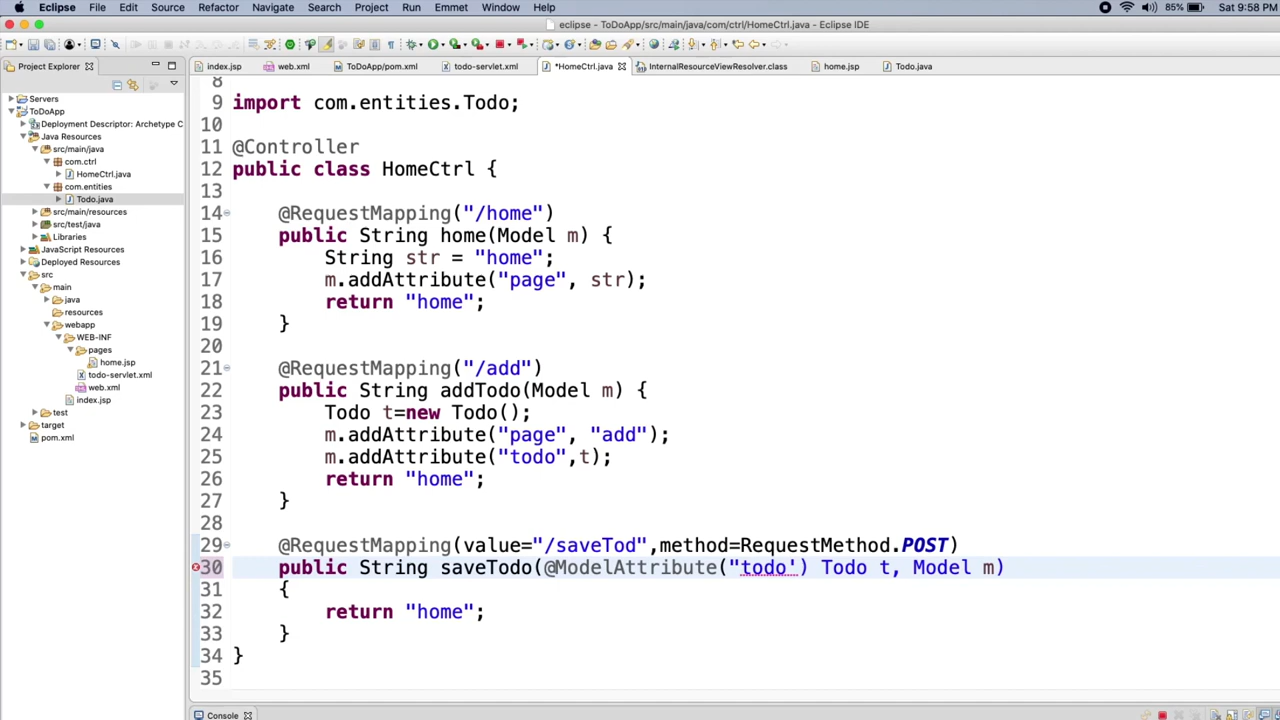 Eclipse File Edit Source Refactor Navigate Search Project Run Emmet Window Help 85% Sat 9:58 PM
eclipse - ToDoApp/src/main/java/com/ctrl/HomeCtrl.java - Eclipse IDE
Project Explorer index.jsp web.xml ToDoApp/pom.xml todo-servlet.xml *HomeCtrl.java InternalResourceViewResolver.class home.jsp Todo.java
Servers
ToDoApp
Deployment Descriptor: Archetype C
Java Resources
src/main/java
com.ctrl
HomeCtrl.java
com.entities
Todo.java
src/main/resources
src/test/java
Libraries
JavaScript Resources
Deployed Resources
src
main
java
resources
webapp
WEB-INF
pages
home.jsp
todo-servlet.xml
web.xml
index.jsp
test
target
pom.xml
8
9 import com.entities.Todo;
10
11 @Controller
12 public class HomeCtrl {
13
14 @RequestMapping("/home")
15 public String home(Model m) {
16 String str = "home";
17 m.addAttribute("page", str);
18 return "home";
19 }
20
21 @RequestMapping("/add")
22 public String addTodo(Model m) {
23 Todo t=new Todo();
24 m.addAttribute("page", "add");
25 m.addAttribute("todo",t);
26 return "home";
27 }
28
29 @RequestMapping(value="/saveTod",method=RequestMethod.POST)
30 public String saveTodo(@ModelAttribute("todo') Todo t, Model m)
31 {
32 return "home";
33 }
34 }
35
Console